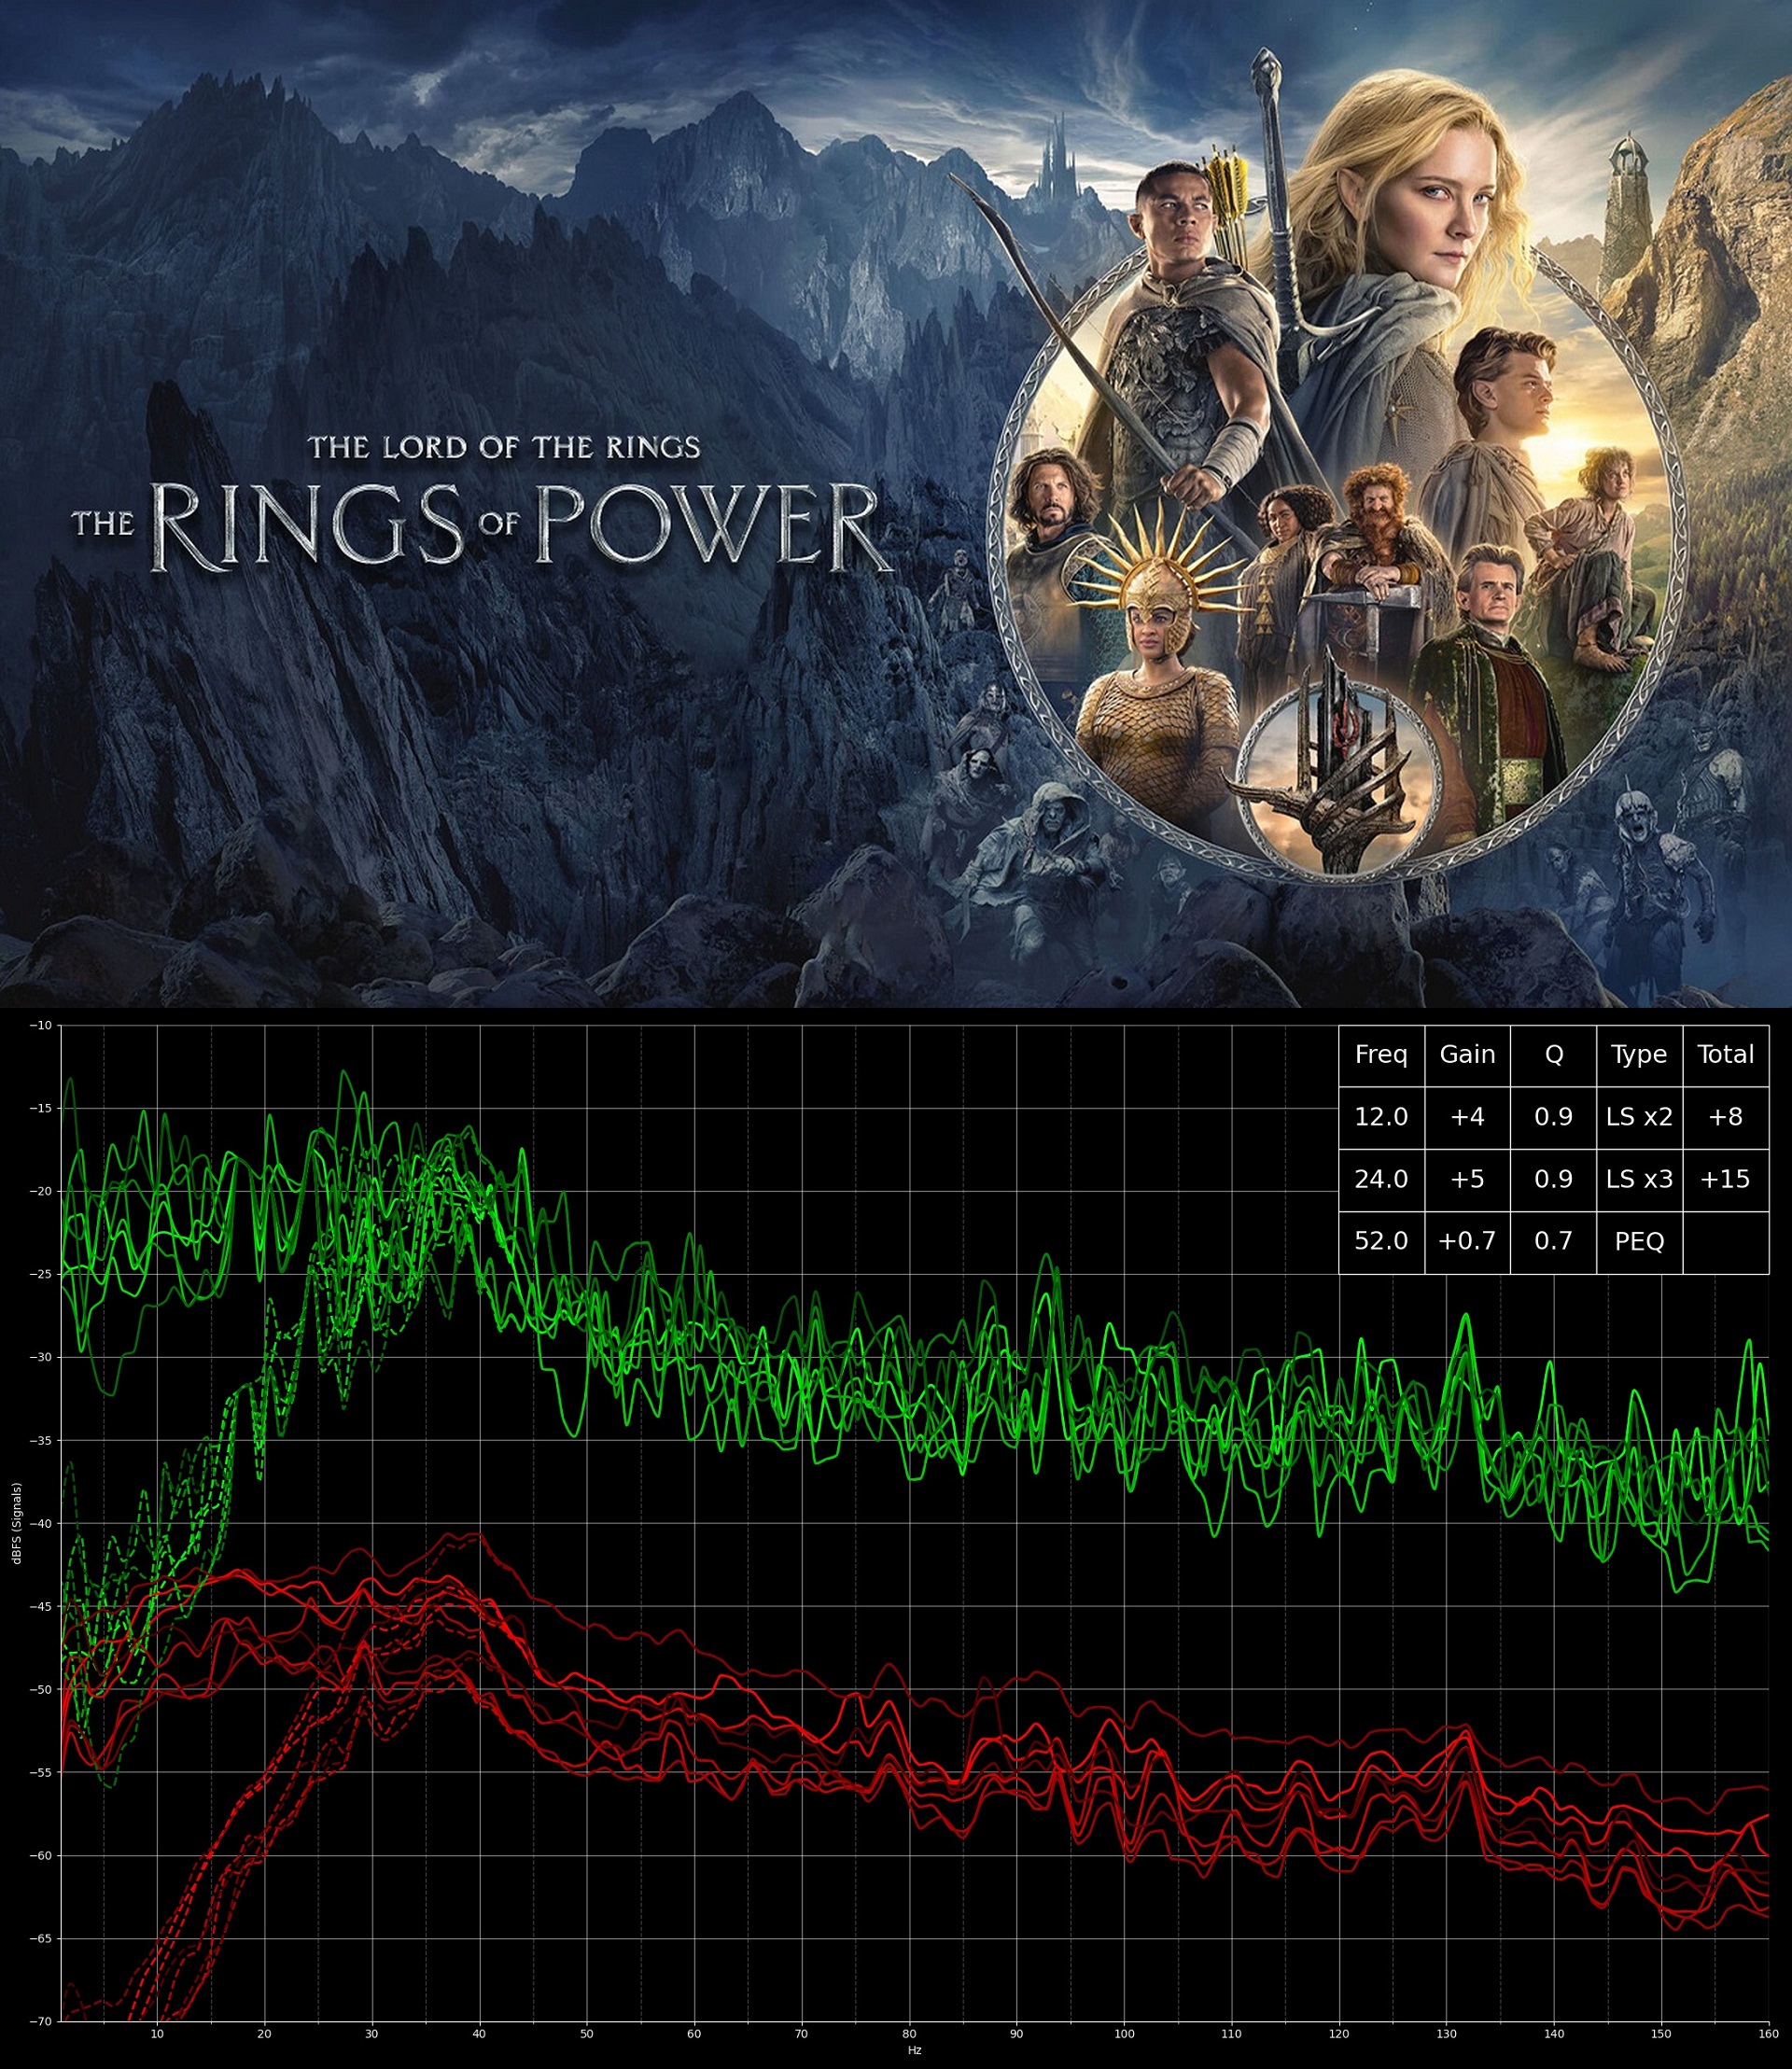 THE LORD OF THE RINGS
THE RINGS OF POWER
Freq Gain Q Type Total
12.0 +4 0.9 LS x2 +8
24.0 +5 0.9 LS x3 +15
52.0 +0.7 0.7 PEQ
−10
−15
−20
−25
−30
−35
−40
−45
−50
−55
−60
−65
−70
dBFS (Signals)
10 20 30 40 50 60 70 80 90 100 110 120 130 140 150 160
Hz